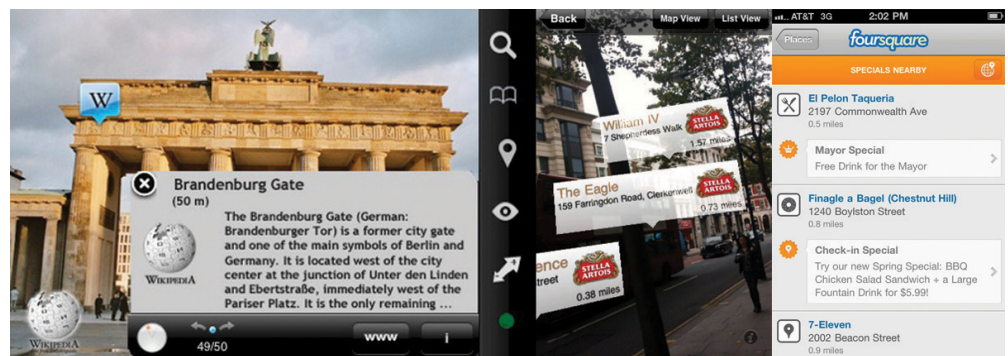 W
Brandenburg Gate
(50 m)
The Brandenburg Gate (German:
Brandenburger Tor) is a former city gate
and one of the main symbols of Berlin and
Germany. It is located west of the city
center at the junction of Unter den Linden
and Ebertstraße, immediately west of the
Pariser Platz. It is the only remaining ...
WIKIPEDIA
WIKIPEDIA
49/50
www
i
Back
Map View
List View
William IV
7 Shepherdess Walk
STELLA
ARTOIS
1.57 miles
The Eagle
159 Farringdon Road, Clerkenwell
STELLA
ARTOIS
0.73 miles
ence
treet
STELLA
ARTOIS
0.38 miles
AT&T 3G 2:02 PM
Places
foursquare
SPECIALS NEARBY
El Pelon Taqueria
2197 Commonwealth Ave
0.5 miles
Mayor Special
Free Drink for the Mayor
Finagle a Bagel (Chestnut Hill)
1240 Boylston Street
0.8 miles
Check-in Special
Try our new Spring Special: BBQ
Chicken Salad Sandwich + a Large
Fountain Drink for $5.99!
7-Eleven
2002 Beacon Street
0.9 miles